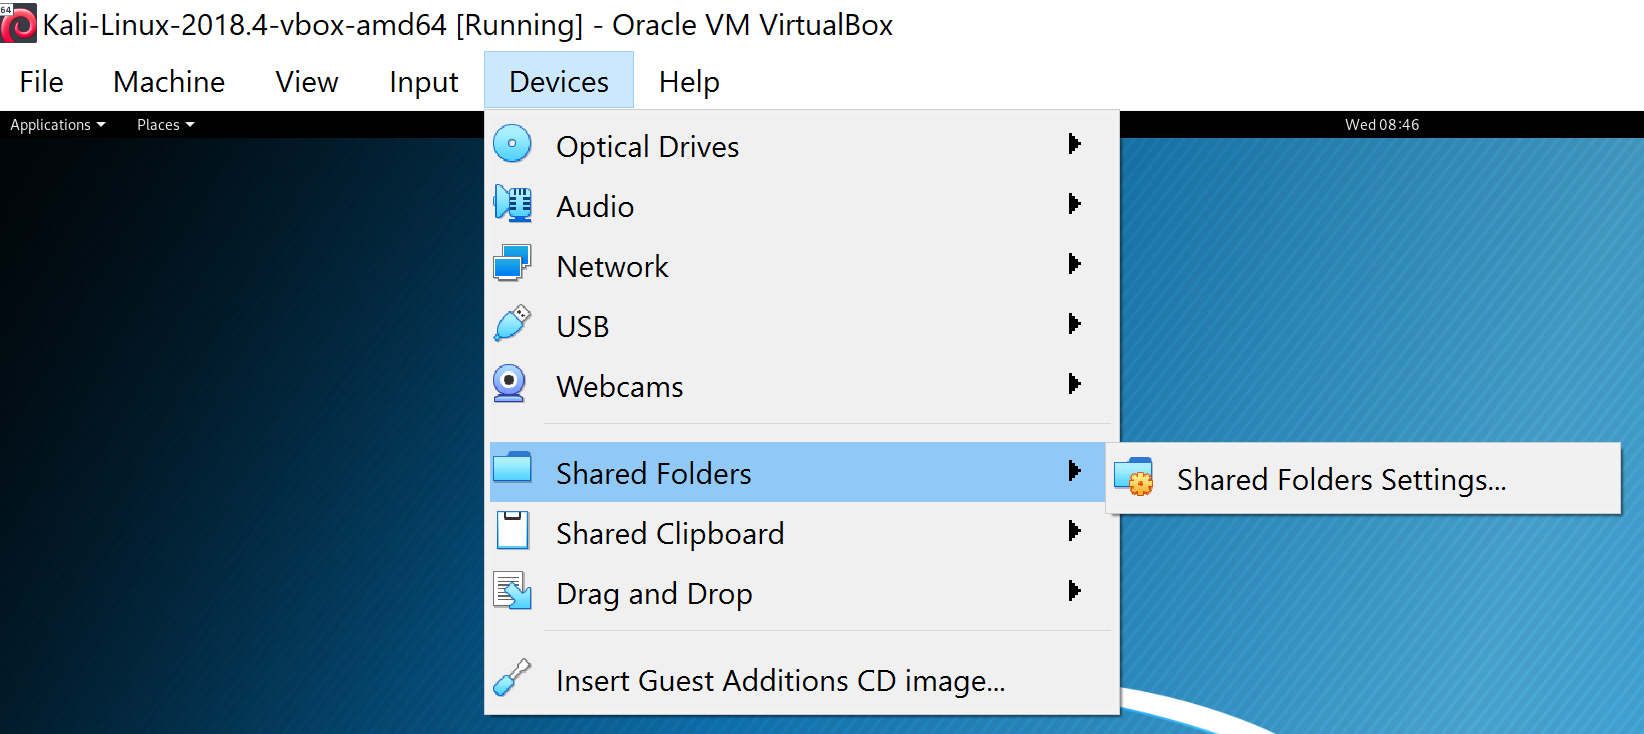 64
Kali-Linux-2018.4-vbox-amd64 [Running] - Oracle VM VirtualBox
File Machine View Input Devices Help
Applications Places Wed 08:46
Optical Drives
Audio
Network
USB
Webcams
Shared Folders
Shared Folders Settings...
Shared Clipboard
Drag and Drop
Insert Guest Additions CD image...